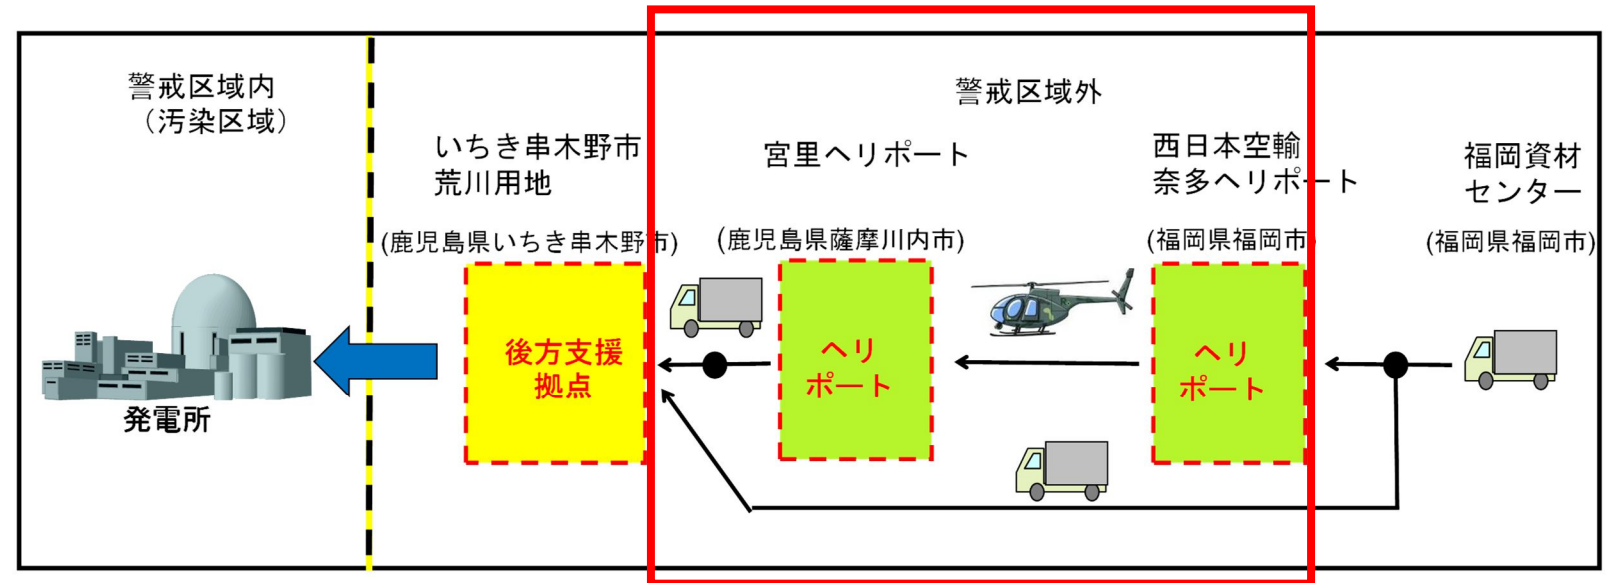 警戒区域内
（汚染区域）
警戒区域外
いちき串木野市
荒川用地
(鹿児島県いちき串木野市)
宮里ヘリポート
(鹿児島県薩摩川内市)
西日本空輸
奈多ヘリポート
(福岡県福岡市)
福岡資材
センター
(福岡県福岡市)
発電所
後方支援
拠点
ヘリ
ポート
ヘリ
ポート